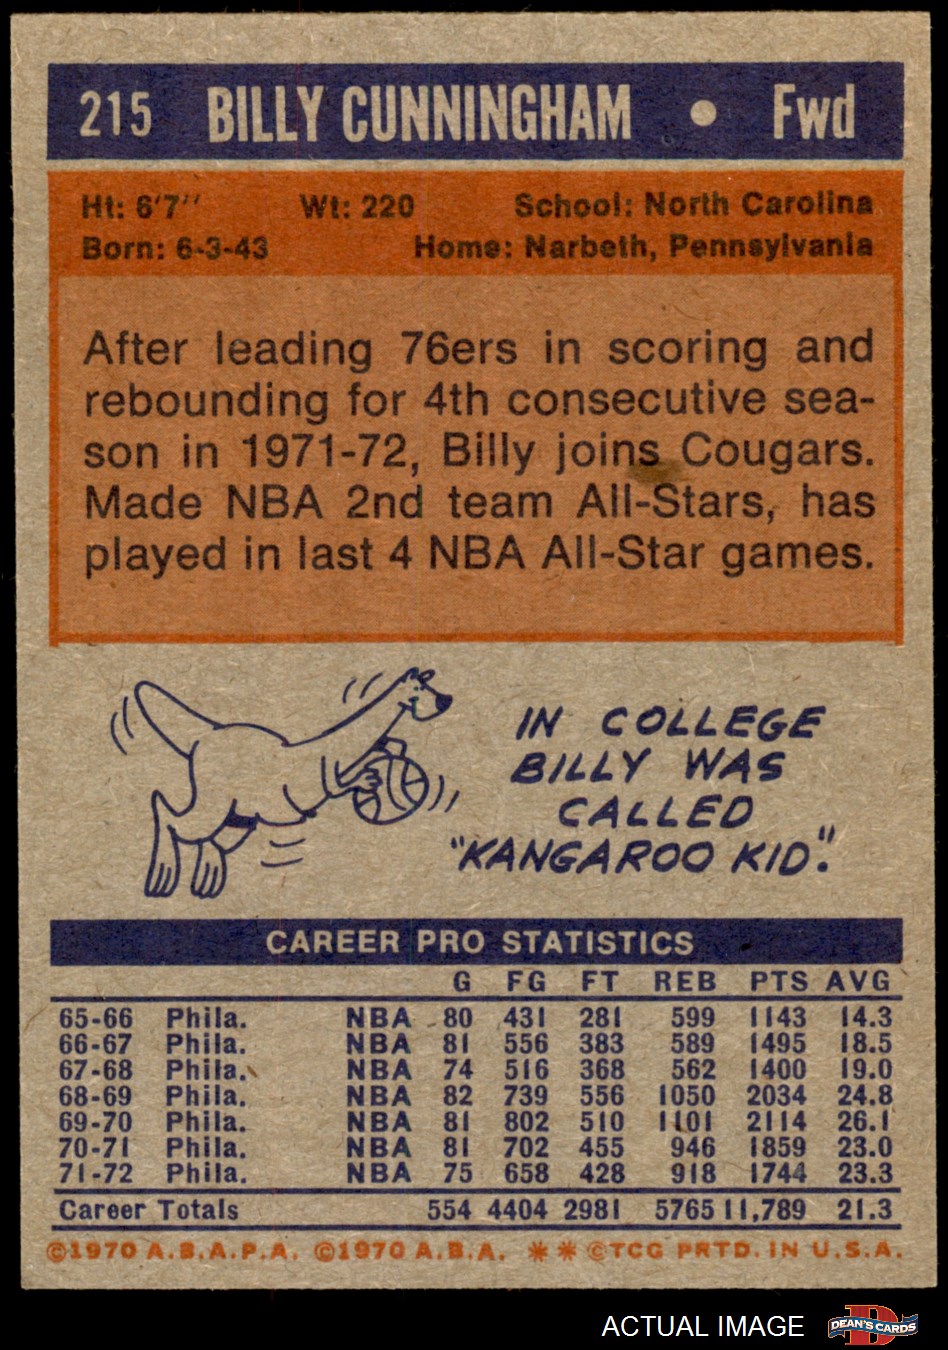 215 BILLY CUNNINGHAM • Fwd
Ht: 6'7'' Wt: 220 School: North Carolina
Born: 6-3-43 Home: Narbeth, Pennsylvania
After leading 76ers in scoring and
rebounding for 4th consecutive sea-
son in 1971-72, Billy joins Cougars.
Made NBA 2nd team All-Stars, has
played in last 4 NBA All-Star games.
IN COLLEGE
BILLY WAS
CALLED
"KANGAROO KID".
CAREER PRO STATISTICS
G FG FT REB PTS AVG
65-66 Phila. NBA 80 431 281 599 1143 14.3
66-67 Phila. NBA 81 556 383 589 1495 18.5
67-68 Phila. NBA 74 516 368 562 1400 19.0
68-69 Phila. NBA 82 739 556 1050 2034 24.8
69-70 Phila. NBA 81 802 510 1101 2114 26.1
70-71 Phila. NBA 81 702 455 946 1859 23.0
71-72 Phila. NBA 75 658 428 918 1744 23.3
Career Totals 554 4404 2981 5765 11,789 21.3
©1970 A.B.A.P.A. ©1970 A.B.A. ** ©TCG PRTD. IN U.S.A.
ACTUAL IMAGE D DEAN'S CARDS